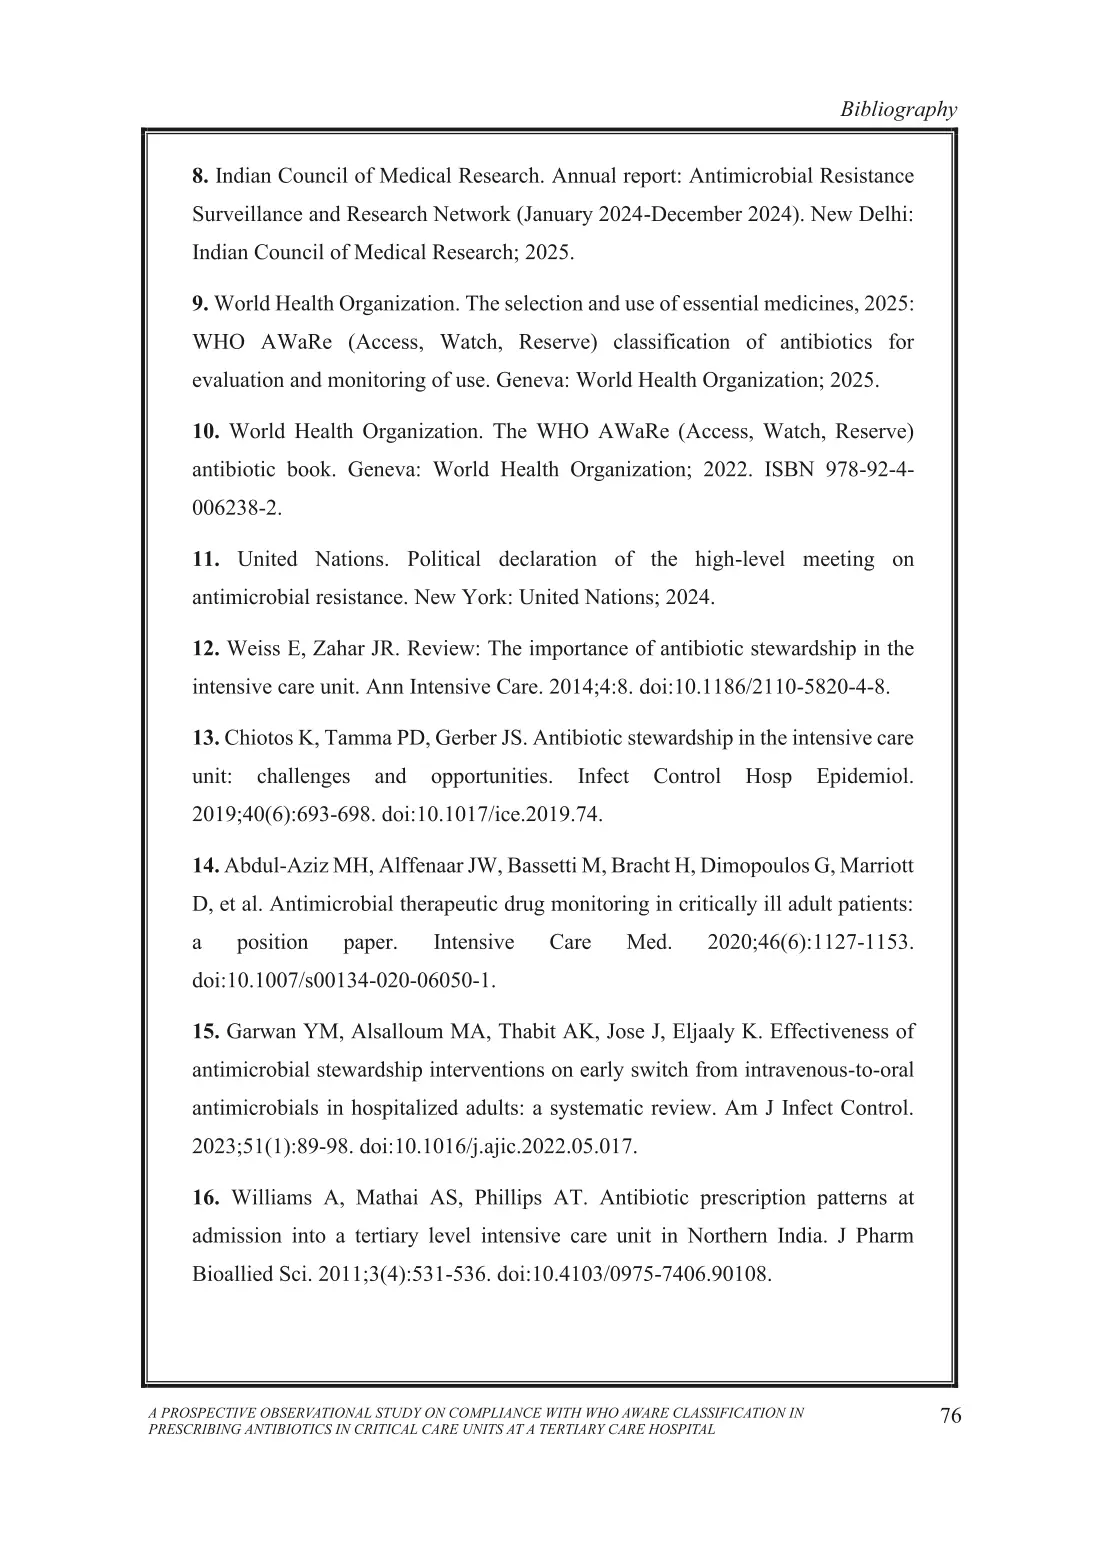 Bibliography
8. Indian Council of Medical Research. Annual report: Antimicrobial Resistance
Surveillance and Research Network (January 2024-December 2024). New Delhi:
Indian Council of Medical Research; 2025.
9. World Health Organization. The selection and use of essential medicines, 2025:
WHO AWaRe (Access, Watch, Reserve) classification of antibiotics for
evaluation and monitoring of use. Geneva: World Health Organization; 2025.
10. World Health Organization. The WHO AWaRe (Access, Watch, Reserve)
antibiotic book. Geneva: World Health Organization; 2022. ISBN 978-92-4-
006238-2.
11. United Nations. Political declaration of the high-level meeting on
antimicrobial resistance. New York: United Nations; 2024.
12. Weiss E, Zahar JR. Review: The importance of antibiotic stewardship in the
intensive care unit. Ann Intensive Care. 2014;4:8. doi:10.1186/2110-5820-4-8.
13. Chiotos K, Tamma PD, Gerber JS. Antibiotic stewardship in the intensive care
unit: challenges and opportunities. Infect Control Hosp Epidemiol.
2019;40(6):693-698. doi:10.1017/ice.2019.74.
14. Abdul-Aziz MH, Alffenaar JW, Bassetti M, Bracht H, Dimopoulos G, Marriott
D, et al. Antimicrobial therapeutic drug monitoring in critically ill adult patients:
a position paper. Intensive Care Med. 2020;46(6):1127-1153.
doi:10.1007/s00134-020-06050-1.
15. Garwan YM, Alsalloum MA, Thabit AK, Jose J, Eljaaly K. Effectiveness of
antimicrobial stewardship interventions on early switch from intravenous-to-oral
antimicrobials in hospitalized adults: a systematic review. Am J Infect Control.
2023;51(1):89-98. doi:10.1016/j.ajic.2022.05.017.
16. Williams A, Mathai AS, Phillips AT. Antibiotic prescription patterns at
admission into a tertiary level intensive care unit in Northern India. J Pharm
Bioallied Sci. 2011;3(4):531-536. doi:10.4103/0975-7406.90108.
A PROSPECTIVE OBSERVATIONAL STUDY ON COMPLIANCE WITH WHO AWARE CLASSIFICATION IN
PRESCRIBING ANTIBIOTICS IN CRITICAL CARE UNITS AT A TERTIARY CARE HOSPITAL
76